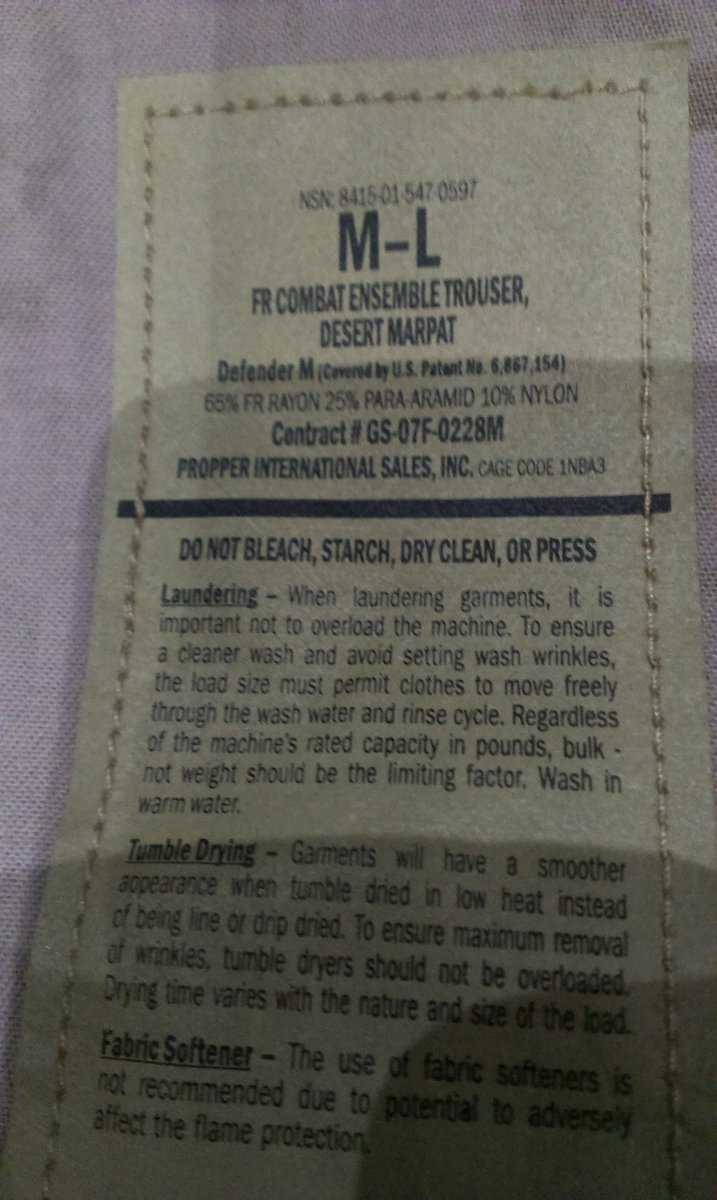 NSN: 8415-01-547-0597
M-L
FR COMBAT ENSEMBLE TROUSER,
DESERT MARPAT
Defender M (Covered by U.S. Patent No. 6,867,154)
65% FR RAYON 25% PARA-ARAMID 10% NYLON
Contract # GS-07F-0228M
PROPPER INTERNATIONAL SALES, INC. CAGE CODE 1NBA3
DO NOT BLEACH, STARCH, DRY CLEAN, OR PRESS
Laundering – When laundering garments, it is
important not to overload the machine. To ensure
a cleaner wash and avoid setting wash wrinkles,
the load size must permit clothes to move freely
through the wash water and rinse cycle. Regardless
of the machine's rated capacity in pounds, bulk -
not weight should be the limiting factor. Wash in
warm water.
Tumble Drying – Garments will have a smoother
appearance when tumble dried in low heat instead
of being line or drip dried. To ensure maximum removal
of wrinkles, tumble dryers should not be overloaded.
Drying time varies with the nature and size of the load.
Fabric Softener – The use of fabric softeners is
not recommended due to potential to adversely
affect the flame protection.